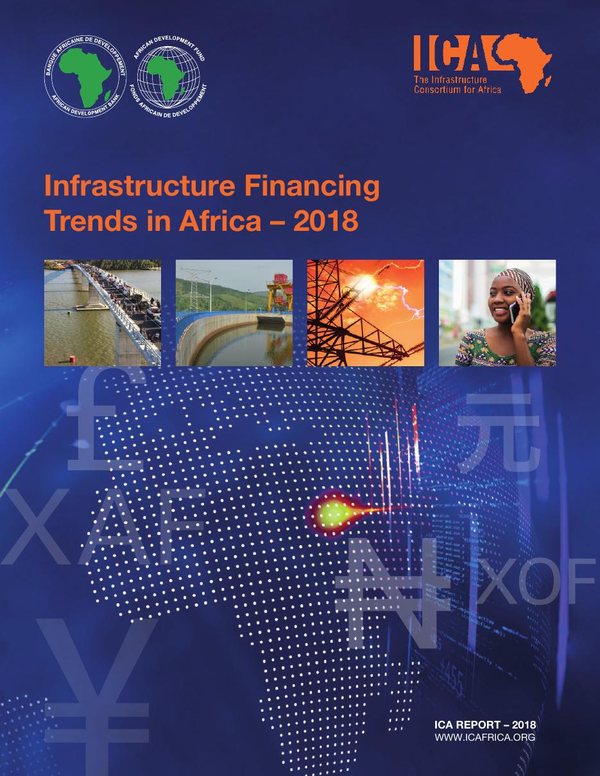 BANQUE AFRICAINE DE DEVELOPPEMENT
AFRICAN DEVELOPMENT BANK
AFRICAN DEVELOPMENT FUND
FONDS AFRICAIN DE DEVELOPPEMENT
ICA
The Infrastructure
Consortium for Africa
Infrastructure Financing
Trends in Africa – 2018
£
元
XAF
₦
XOF
¥
ICA REPORT – 2018
WWW.ICAFRICA.ORG